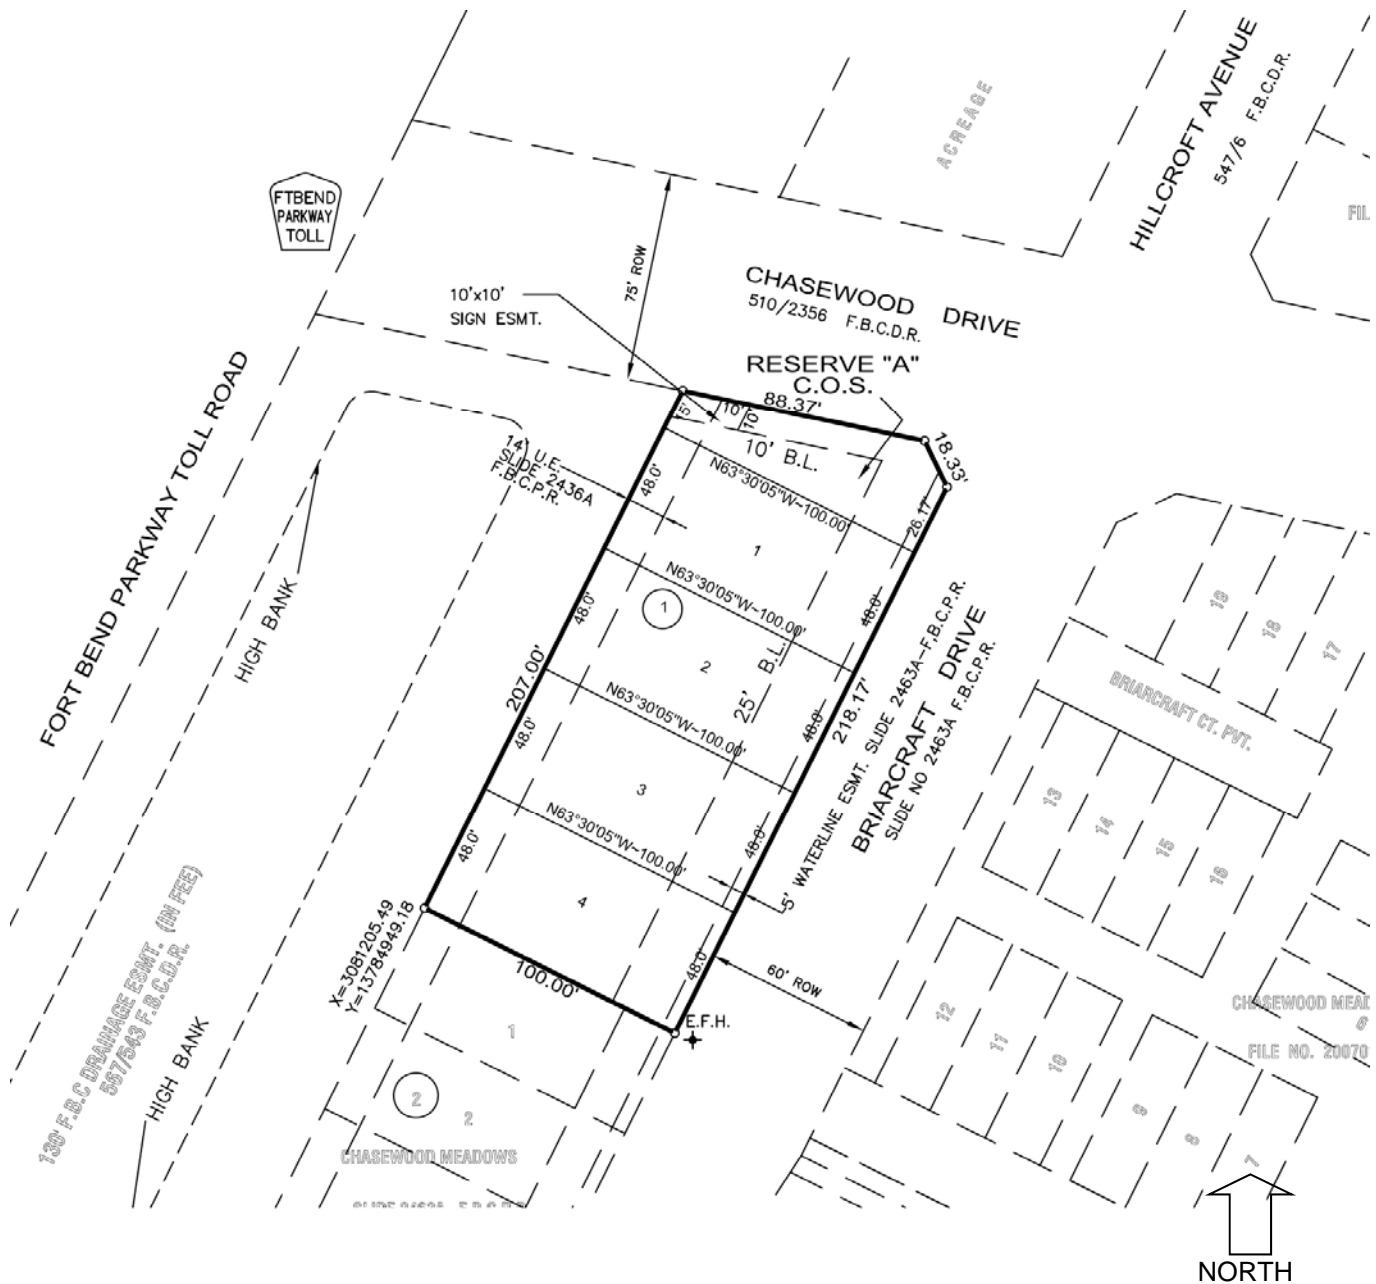 HILLCROFT AVENUE
547/6 F.B.C.D.R.
ACREAGE
FIL
FTBEND
PARKWAY
TOLL
75' ROW
10'x10'
SIGN ESMT.
CHASEWOOD DRIVE
510/2356 F.B.C.D.R.
RESERVE "A"
C.O.S.
88.37'
18.33'
15'
10'
10'
10' B.L.
14' U.E.
SLIDE 2436A
F.B.C.P.R.
FORT BEND PARKWAY TOLL ROAD
HIGH BANK
N63°30'05"W~100.00'
48.0'
26.17'
1
N63°30'05"W~100.00'
1
48.0'
48.0'
2
25' B.L.
207.00'
218.17'
N63°30'05"W~100.00'
48.0'
48.0'
3
N63°30'05"W~100.00'
48.0'
48.0'
4
48.0'
5' WATERLINE ESMT. SLIDE 2463A-F.B.C.P.R.
BRIARCRAFT DRIVE
SLIDE NO 2463A F.B.C.P.R.
19
18
17
BRIARCRAFT CT. PVT.
13
14
15
16
X=3081205.49
Y=13784949.18
100.00'
E.F.H.
60' ROW
130' F.B.C DRAINAGE ESMT. (IN FEE)
567/543 F.B.C.D.R.
HIGH BANK
12
11
10
9
8
7
CHASEWOOD MEAD
6
FILE NO. 20070
1
2
2
CHASEWOOD MEADOWS
NORTH